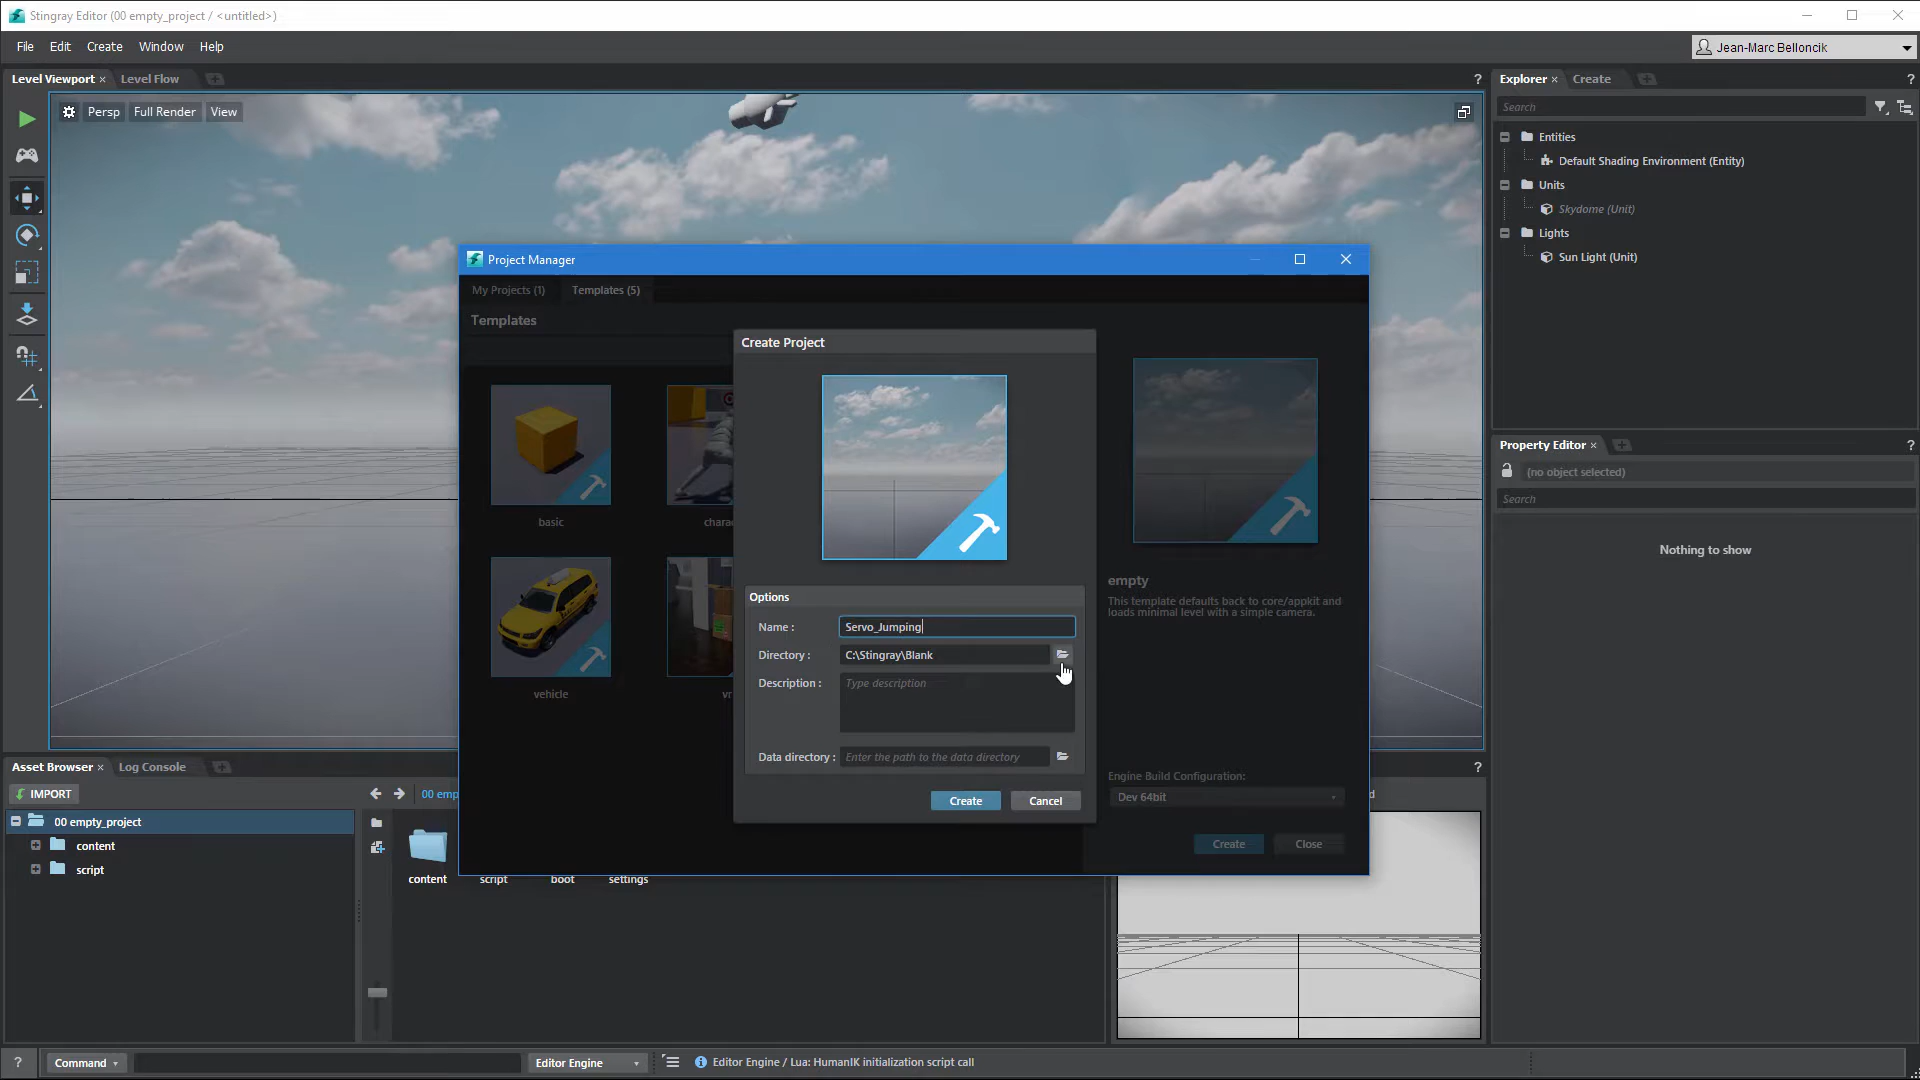 Stingray Editor (00 empty_project / <untitled>)
File Edit Create Window Help
Jean-Marc Belloncik
Level Viewport × Level Flow
?
Explorer × Create
?
Persp Full Render View
Search
Entities
Default Shading Environment (Entity)
Units
Skydome (Unit)
Lights
Sun Light (Unit)
Project Manager
My Projects (1) Templates (5)
Templates
Create Project
basic
charac
vehicle
vr
empty
This template defaults back to core/appkit and
loads minimal level with a simple camera.
Options
Name : Servo_Jumping
Directory : C:\Stingray\Blank
Description : Type description
Data directory : Enter the path to the data directory
Create Cancel
Engine Build Configuration:
Dev 64bit
Create Close
Property Editor ×
?
(no object selected)
Search
Nothing to show
Asset Browser × Log Console
?
IMPORT
00 emp
d
00 empty_project
content
script
content script boot settings
? Command Editor Engine
Editor Engine / Lua: HumanIK initialization script call